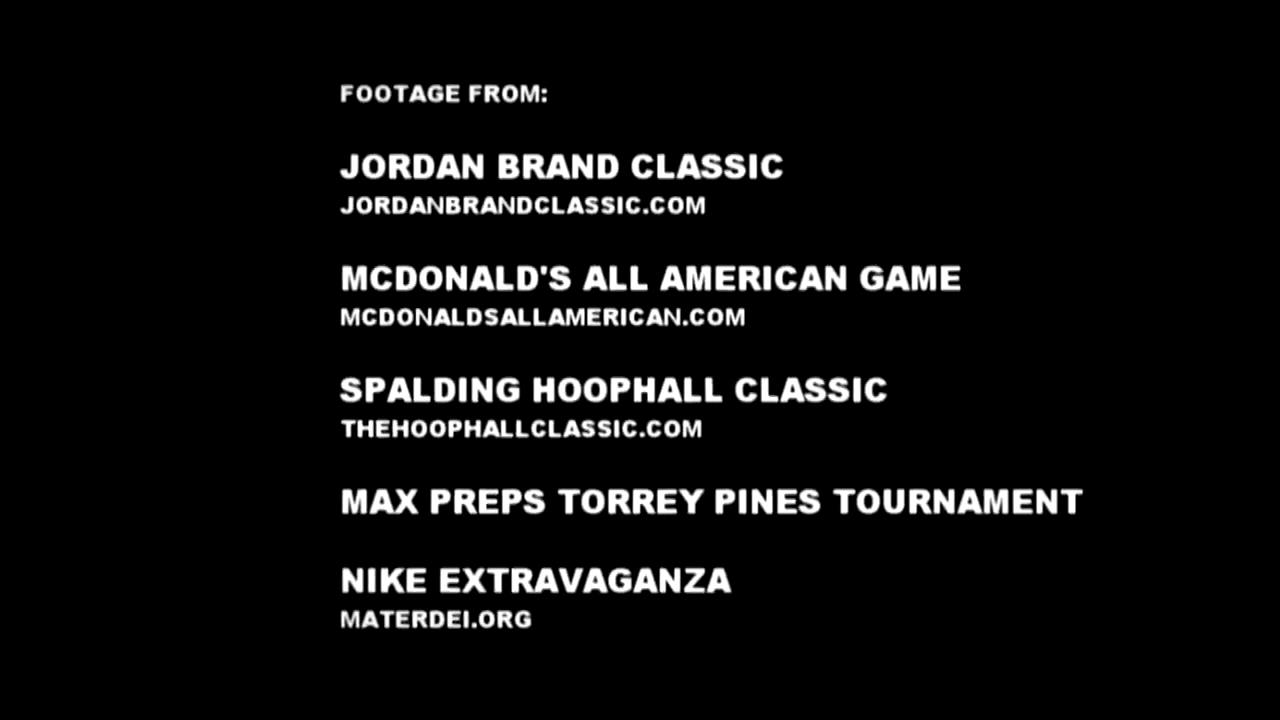 FOOTAGE FROM:
JORDAN BRAND CLASSIC
JORDANBRANDCLASSIC.COM
MCDONALD'S ALL AMERICAN GAME
MCDONALDSALLAMERICAN.COM
SPALDING HOOPHALL CLASSIC
THEHOOPHALLCLASSIC.COM
MAX PREPS TORREY PINES TOURNAMENT
NIKE EXTRAVAGANZA
MATERDEI.ORG